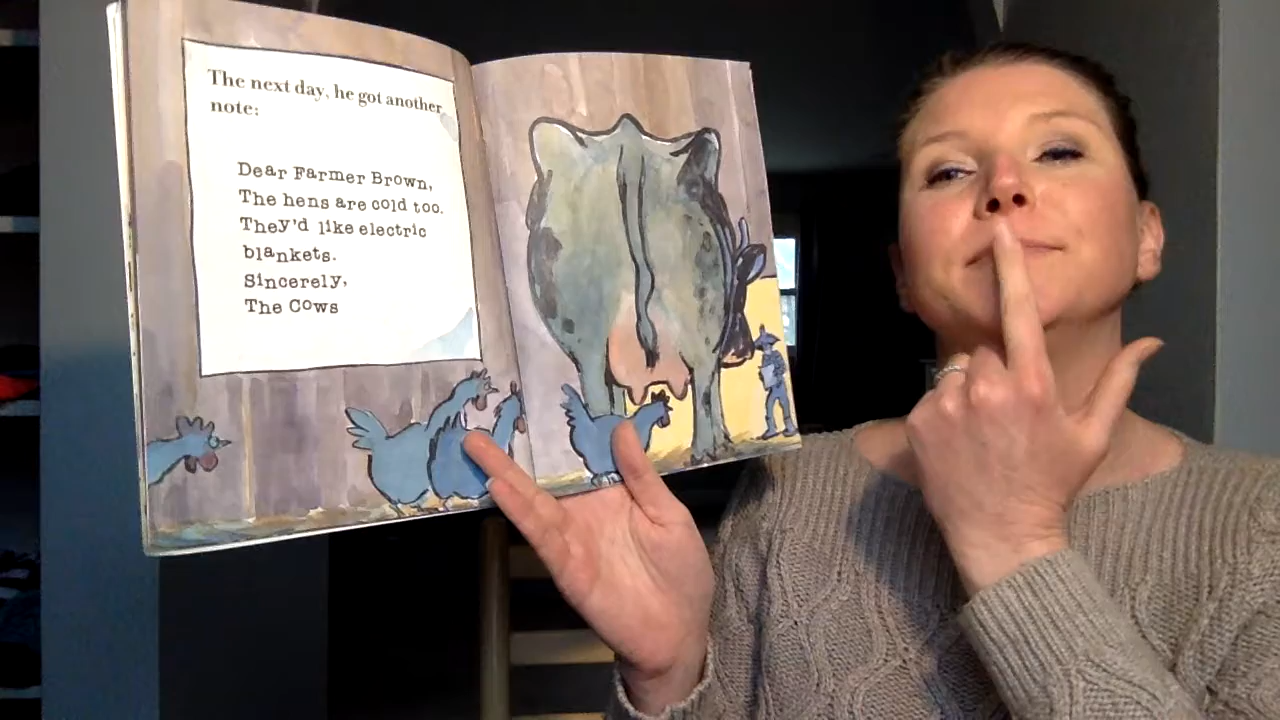 The next day, he got another
note:
Dear Farmer Brown,
The hens are cold too.
They'd like electric
blankets.
Sincerely,
The Cows